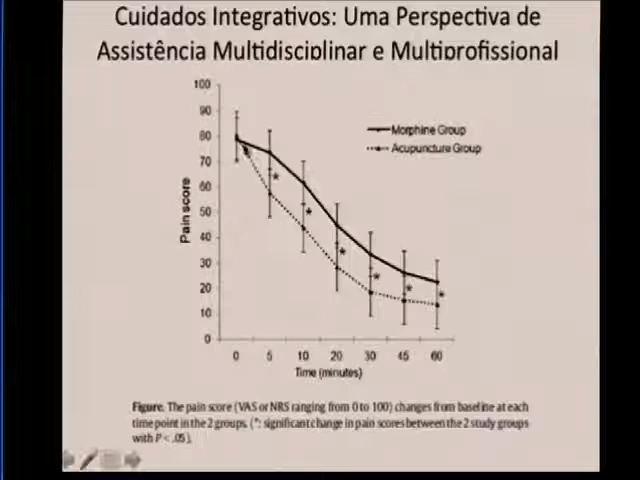 Cuidados Integrativos: Uma Perspectiva de
Assistência Multidisciplinar e Multiprofissional
100
90
80
70
60
50
40
30
20
10
0
Pain score
Morphine Group
Acupuncture Group
*
*
*
*
*
*
0 5 10 20 30 45 60
Time (minutes)
Figure. The pain score (VAS or NRS ranging from 0 to 100) changes from baseline at each
time point in the 2 groups. (*: significant change in pain scores between the 2 study groups
with P < .05).